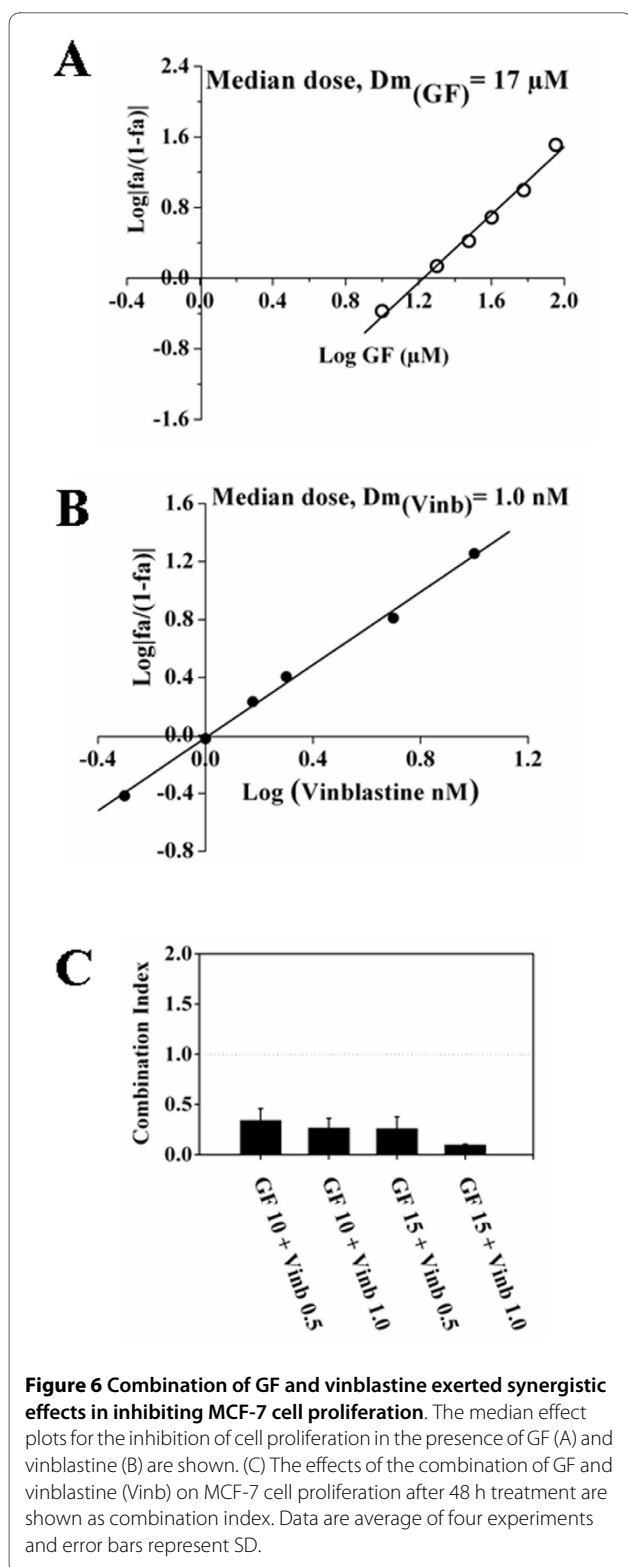 A
Median dose, Dm(GF)= 17 µM
Log|fa/(1-fa)|
2.4
1.6
0.8
0.0
-0.8
-1.6
-0.4 0.0 0.4 0.8 1.2 1.6 2.0
Log GF (µM)
B
Median dose, Dm(Vinb)= 1.0 nM
Log|fa/(1-fa)|
1.6
1.2
0.8
0.4
0.0
-0.4
-0.8
-0.4 0.0 0.4 0.8 1.2
Log (Vinblastine nM)
C
Combination Index
2.0
1.5
1.0
0.5
0.0
GF 10 + Vinb 0.5
GF 10 + Vinb 1.0
GF 15 + Vinb 0.5
GF 15 + Vinb 1.0
Figure 6 Combination of GF and vinblastine exerted synergistic
effects in inhibiting MCF-7 cell proliferation. The median effect
plots for the inhibition of cell proliferation in the presence of GF (A) and
vinblastine (B) are shown. (C) The effects of the combination of GF and
vinblastine (Vinb) on MCF-7 cell proliferation after 48 h treatment are
shown as combination index. Data are average of four experiments
and error bars represent SD.